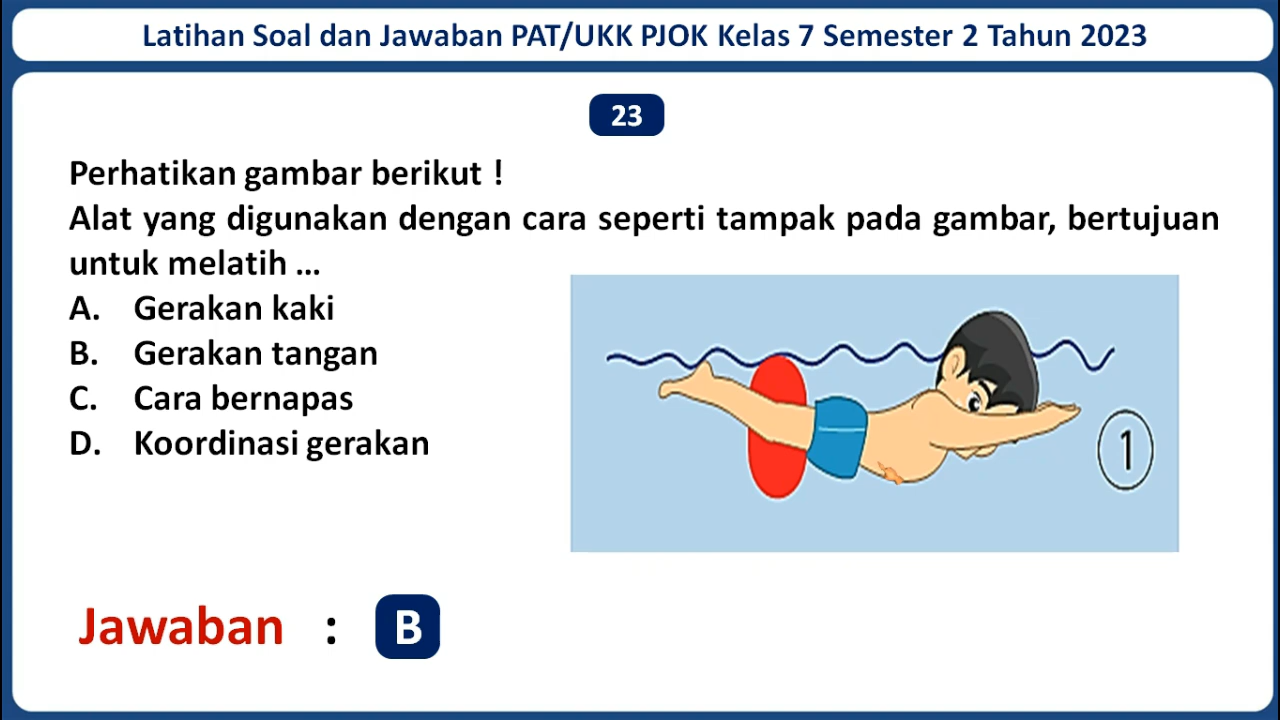 Latihan Soal dan Jawaban PAT/UKK PJOK Kelas 7 Semester 2 Tahun 2023
23
Perhatikan gambar berikut !
Alat yang digunakan dengan cara seperti tampak pada gambar, bertujuan
untuk melatih ...
A. Gerakan kaki
B. Gerakan tangan
C. Cara bernapas
D. Koordinasi gerakan
1
Jawaban : B